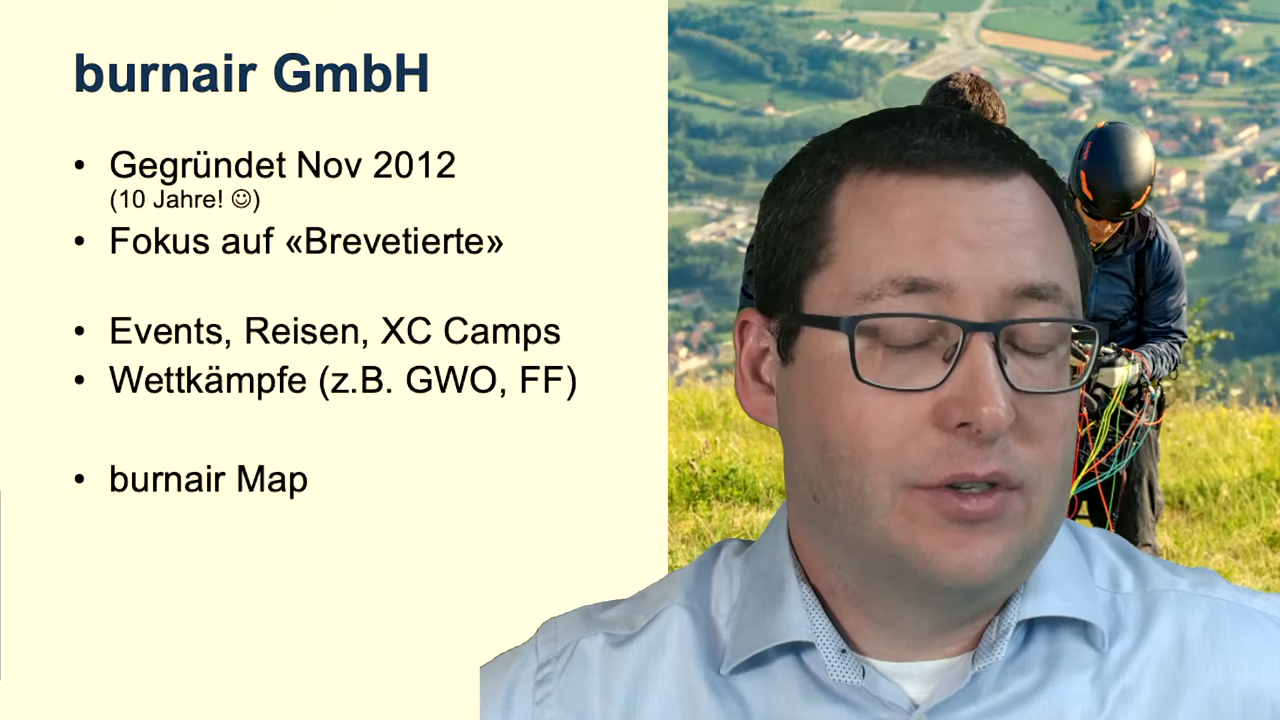 burnair GmbH
• Gegründet Nov 2012
(10 Jahre! ☺)
• Fokus auf «Brevetierte»
• Events, Reisen, XC Camps
• Wettkämpfe (z.B. GWO, FF)
• burnair Map